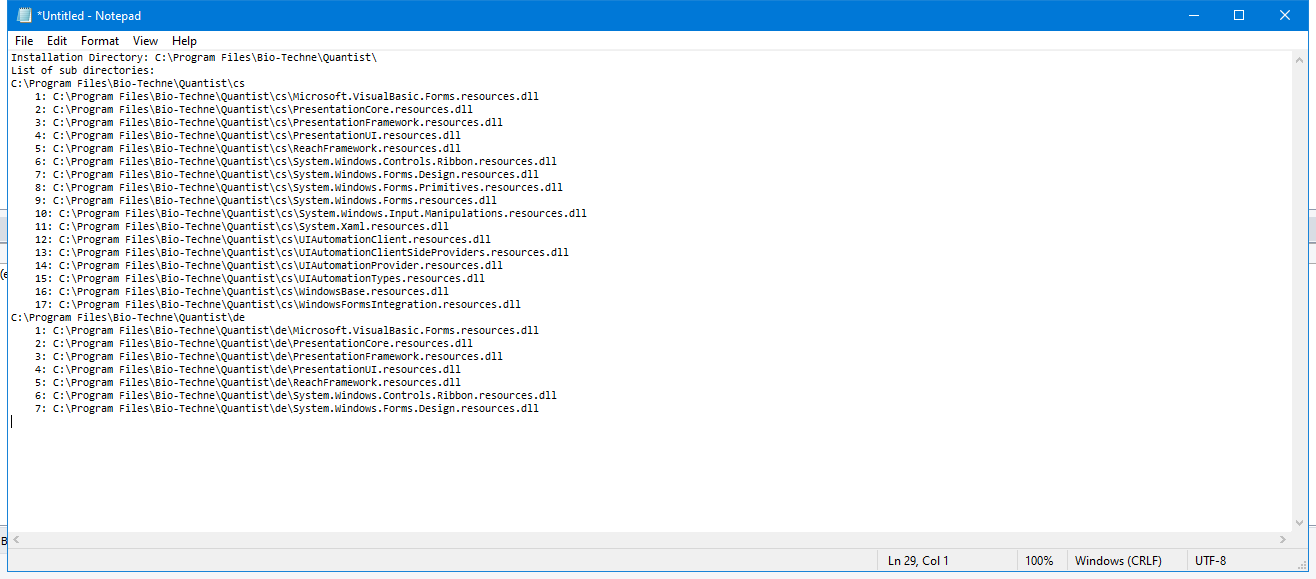 *Untitled - Notepad
File Edit Format View Help
Installation Directory: C:\Program Files\Bio-Techne\Quantist\
List of sub directories:
C:\Program Files\Bio-Techne\Quantist\cs
1: C:\Program Files\Bio-Techne\Quantist\cs\Microsoft.VisualBasic.Forms.resources.dll
2: C:\Program Files\Bio-Techne\Quantist\cs\PresentationCore.resources.dll
3: C:\Program Files\Bio-Techne\Quantist\cs\PresentationFramework.resources.dll
4: C:\Program Files\Bio-Techne\Quantist\cs\PresentationUI.resources.dll
5: C:\Program Files\Bio-Techne\Quantist\cs\ReachFramework.resources.dll
6: C:\Program Files\Bio-Techne\Quantist\cs\System.Windows.Controls.Ribbon.resources.dll
7: C:\Program Files\Bio-Techne\Quantist\cs\System.Windows.Forms.Design.resources.dll
8: C:\Program Files\Bio-Techne\Quantist\cs\System.Windows.Forms.Primitives.resources.dll
9: C:\Program Files\Bio-Techne\Quantist\cs\System.Windows.Forms.resources.dll
10: C:\Program Files\Bio-Techne\Quantist\cs\System.Windows.Input.Manipulations.resources.dll
11: C:\Program Files\Bio-Techne\Quantist\cs\System.Xaml.resources.dll
12: C:\Program Files\Bio-Techne\Quantist\cs\UIAutomationClient.resources.dll
13: C:\Program Files\Bio-Techne\Quantist\cs\UIAutomationClientSideProviders.resources.dll
14: C:\Program Files\Bio-Techne\Quantist\cs\UIAutomationProvider.resources.dll
15: C:\Program Files\Bio-Techne\Quantist\cs\UIAutomationTypes.resources.dll
16: C:\Program Files\Bio-Techne\Quantist\cs\WindowsBase.resources.dll
17: C:\Program Files\Bio-Techne\Quantist\cs\WindowsFormsIntegration.resources.dll
C:\Program Files\Bio-Techne\Quantist\de
1: C:\Program Files\Bio-Techne\Quantist\de\Microsoft.VisualBasic.Forms.resources.dll
2: C:\Program Files\Bio-Techne\Quantist\de\PresentationCore.resources.dll
3: C:\Program Files\Bio-Techne\Quantist\de\PresentationFramework.resources.dll
4: C:\Program Files\Bio-Techne\Quantist\de\PresentationUI.resources.dll
5: C:\Program Files\Bio-Techne\Quantist\de\ReachFramework.resources.dll
6: C:\Program Files\Bio-Techne\Quantist\de\System.Windows.Controls.Ribbon.resources.dll
7: C:\Program Files\Bio-Techne\Quantist\de\System.Windows.Forms.Design.resources.dll
Ln 29, Col 1 100% Windows (CRLF) UTF-8